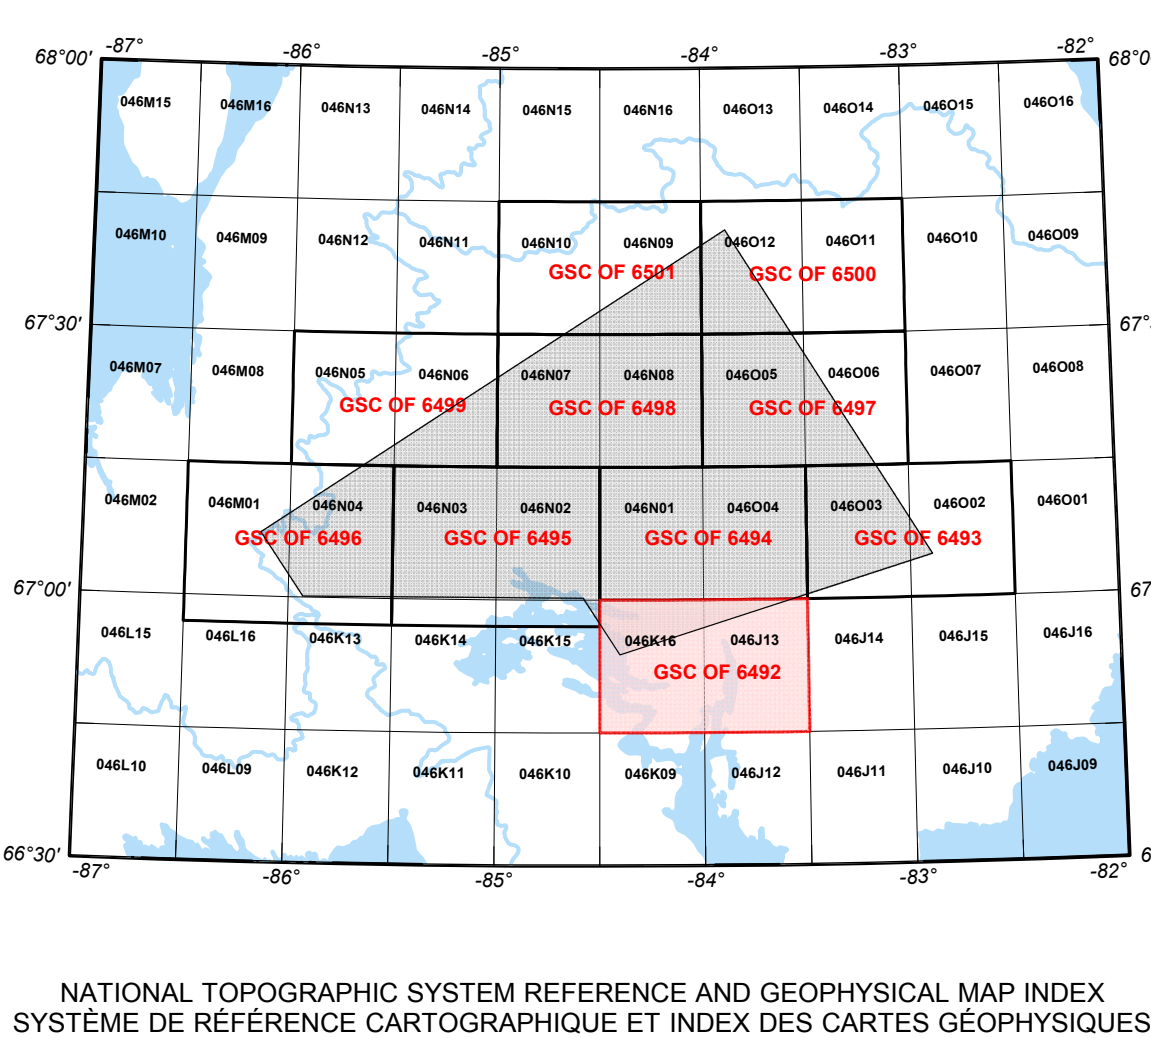 -87° -86° -85° -84° -83° -82°
68°00' 68°0
046M15 046M16 046N13 046N14 046N15 046N16 046O13 046O14 046O15 046O16
046M10 046M09 046N12 046N11 046N10 046N09 046O12 046O11 046O10 046O09
GSC OF 6501 GSC OF 6500
67°30' 67°3
046M07 046M08 046N05 046N06 046N07 046N08 046O05 046O06 046O07 046O08
GSC OF 6499 GSC OF 6498 GSC OF 6497
046M02 046M01 046N04 046N03 046N02 046N01 046O04 046O03 046O02 046O01
GSC OF 6496 GSC OF 6495 GSC OF 6494 GSC OF 6493
67°00' 67
046L15 046L16 046K13 046K14 046K15 046K16 046J13 046J14 046J15 046J16
GSC OF 6492
046L10 046L09 046K12 046K11 046K10 046K09 046J12 046J11 046J10 046J09
66°30' 6
-87° -86° -85° -84° -83° -82°
NATIONAL TOPOGRAPHIC SYSTEM REFERENCE AND GEOPHYSICAL MAP INDEX
SYSTÈME DE RÉFÉRENCE CARTOGRAPHIQUE ET INDEX DES CARTES GÉOPHYSIQUES